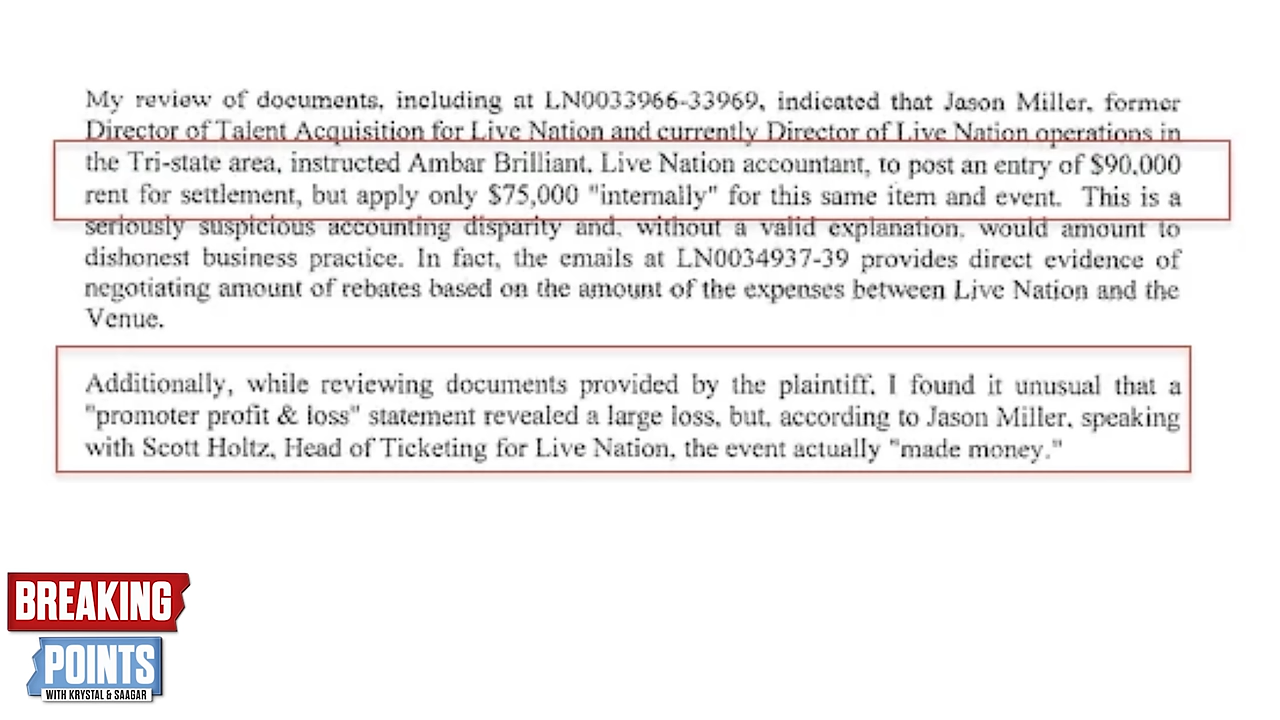 My review of documents, including at LN0033966-33969, indicated that Jason Miller, former
Director of Talent Acquisition for Live Nation and currently Director of Live Nation operations in
the Tri-state area, instructed Ambar Brilliant, Live Nation accountant, to post an entry of $90,000
rent for settlement, but apply only $75,000 "internally" for this same item and event. This is a
seriously suspicious accounting disparity and, without a valid explanation, would amount to
dishonest business practice. In fact, the emails at LN0034937-39 provides direct evidence of
negotiating amount of rebates based on the amount of the expenses between Live Nation and the
Venue.
Additionally, while reviewing documents provided by the plaintiff, I found it unusual that a
"promoter profit & loss" statement revealed a large loss, but, according to Jason Miller, speaking
with Scott Holtz, Head of Ticketing for Live Nation, the event actually "made money."
BREAKING
POINTS
WITH KRYSTAL & SAAGAR